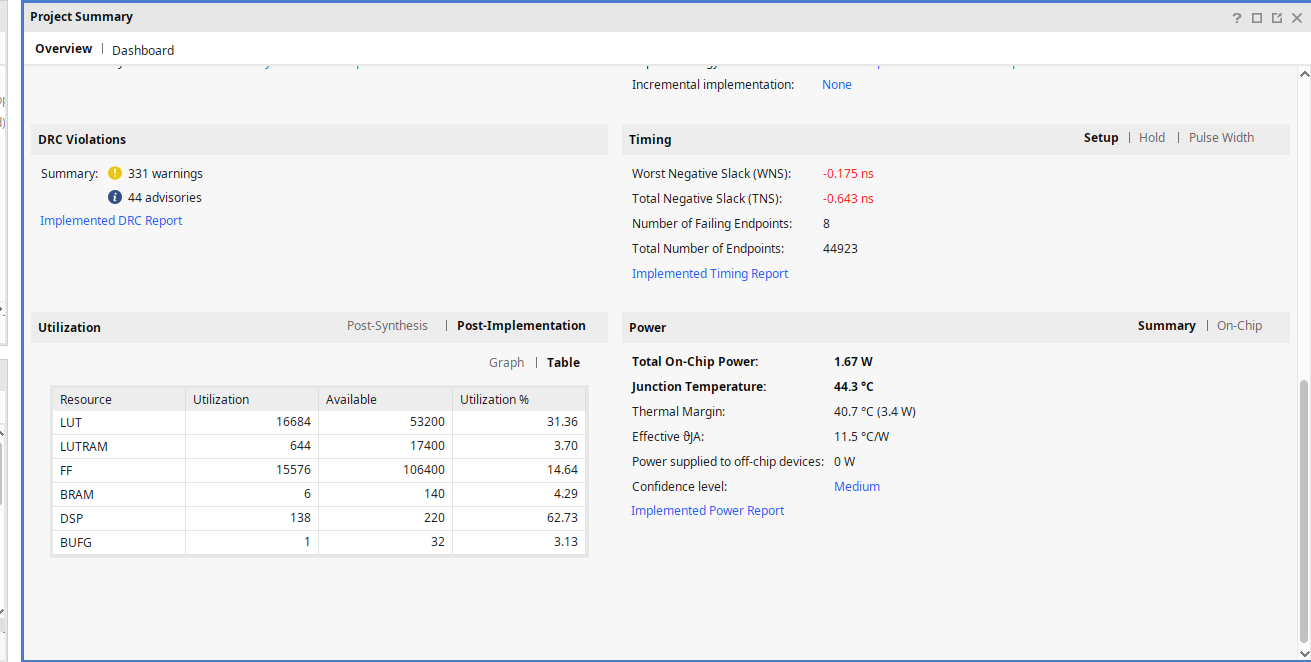 Project Summary
Overview | Dashboard
Incremental implementation: None
DRC Violations
Summary: 331 warnings
44 advisories
Implemented DRC Report
Timing Setup | Hold | Pulse Width
Worst Negative Slack (WNS): -0.175 ns
Total Negative Slack (TNS): -0.643 ns
Number of Failing Endpoints: 8
Total Number of Endpoints: 44923
Implemented Timing Report
Utilization Post-Synthesis | Post-Implementation
Graph | Table
Resource Utilization Available Utilization %
LUT 16684 53200 31.36
LUTRAM 644 17400 3.70
FF 15576 106400 14.64
BRAM 6 140 4.29
DSP 138 220 62.73
BUFG 1 32 3.13
Power Summary | On-Chip
Total On-Chip Power: 1.67 W
Junction Temperature: 44.3 °C
Thermal Margin: 40.7 °C (3.4 W)
Effective ϑJA: 11.5 °C/W
Power supplied to off-chip devices: 0 W
Confidence level: Medium
Implemented Power Report